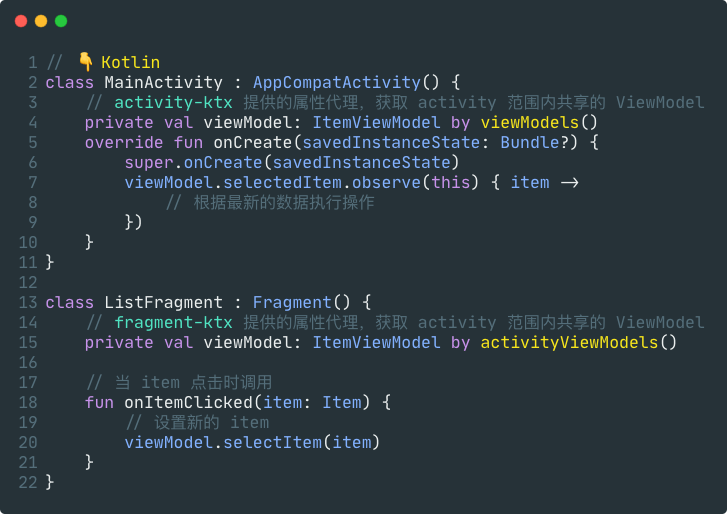 1 // 👇 Kotlin
2 class MainActivity : AppCompatActivity() {
3 // activity-ktx 提供的属性代理，获取 activity 范围内共享的 ViewModel
4 private val viewModel: ItemViewModel by viewModels()
5 override fun onCreate(savedInstanceState: Bundle?) {
6 super.onCreate(savedInstanceState)
7 viewModel.selectedItem.observe(this) { item ->
8 // 根据最新的数据执行操作
9 })
10 }
11 }
12
13 class ListFragment : Fragment() {
14 // fragment-ktx 提供的属性代理，获取 activity 范围内共享的 ViewModel
15 private val viewModel: ItemViewModel by activityViewModels()
16
17 // 当 item 点击时调用
18 fun onItemClicked(item: Item) {
19 // 设置新的 item
20 viewModel.selectItem(item)
21 }
22 }